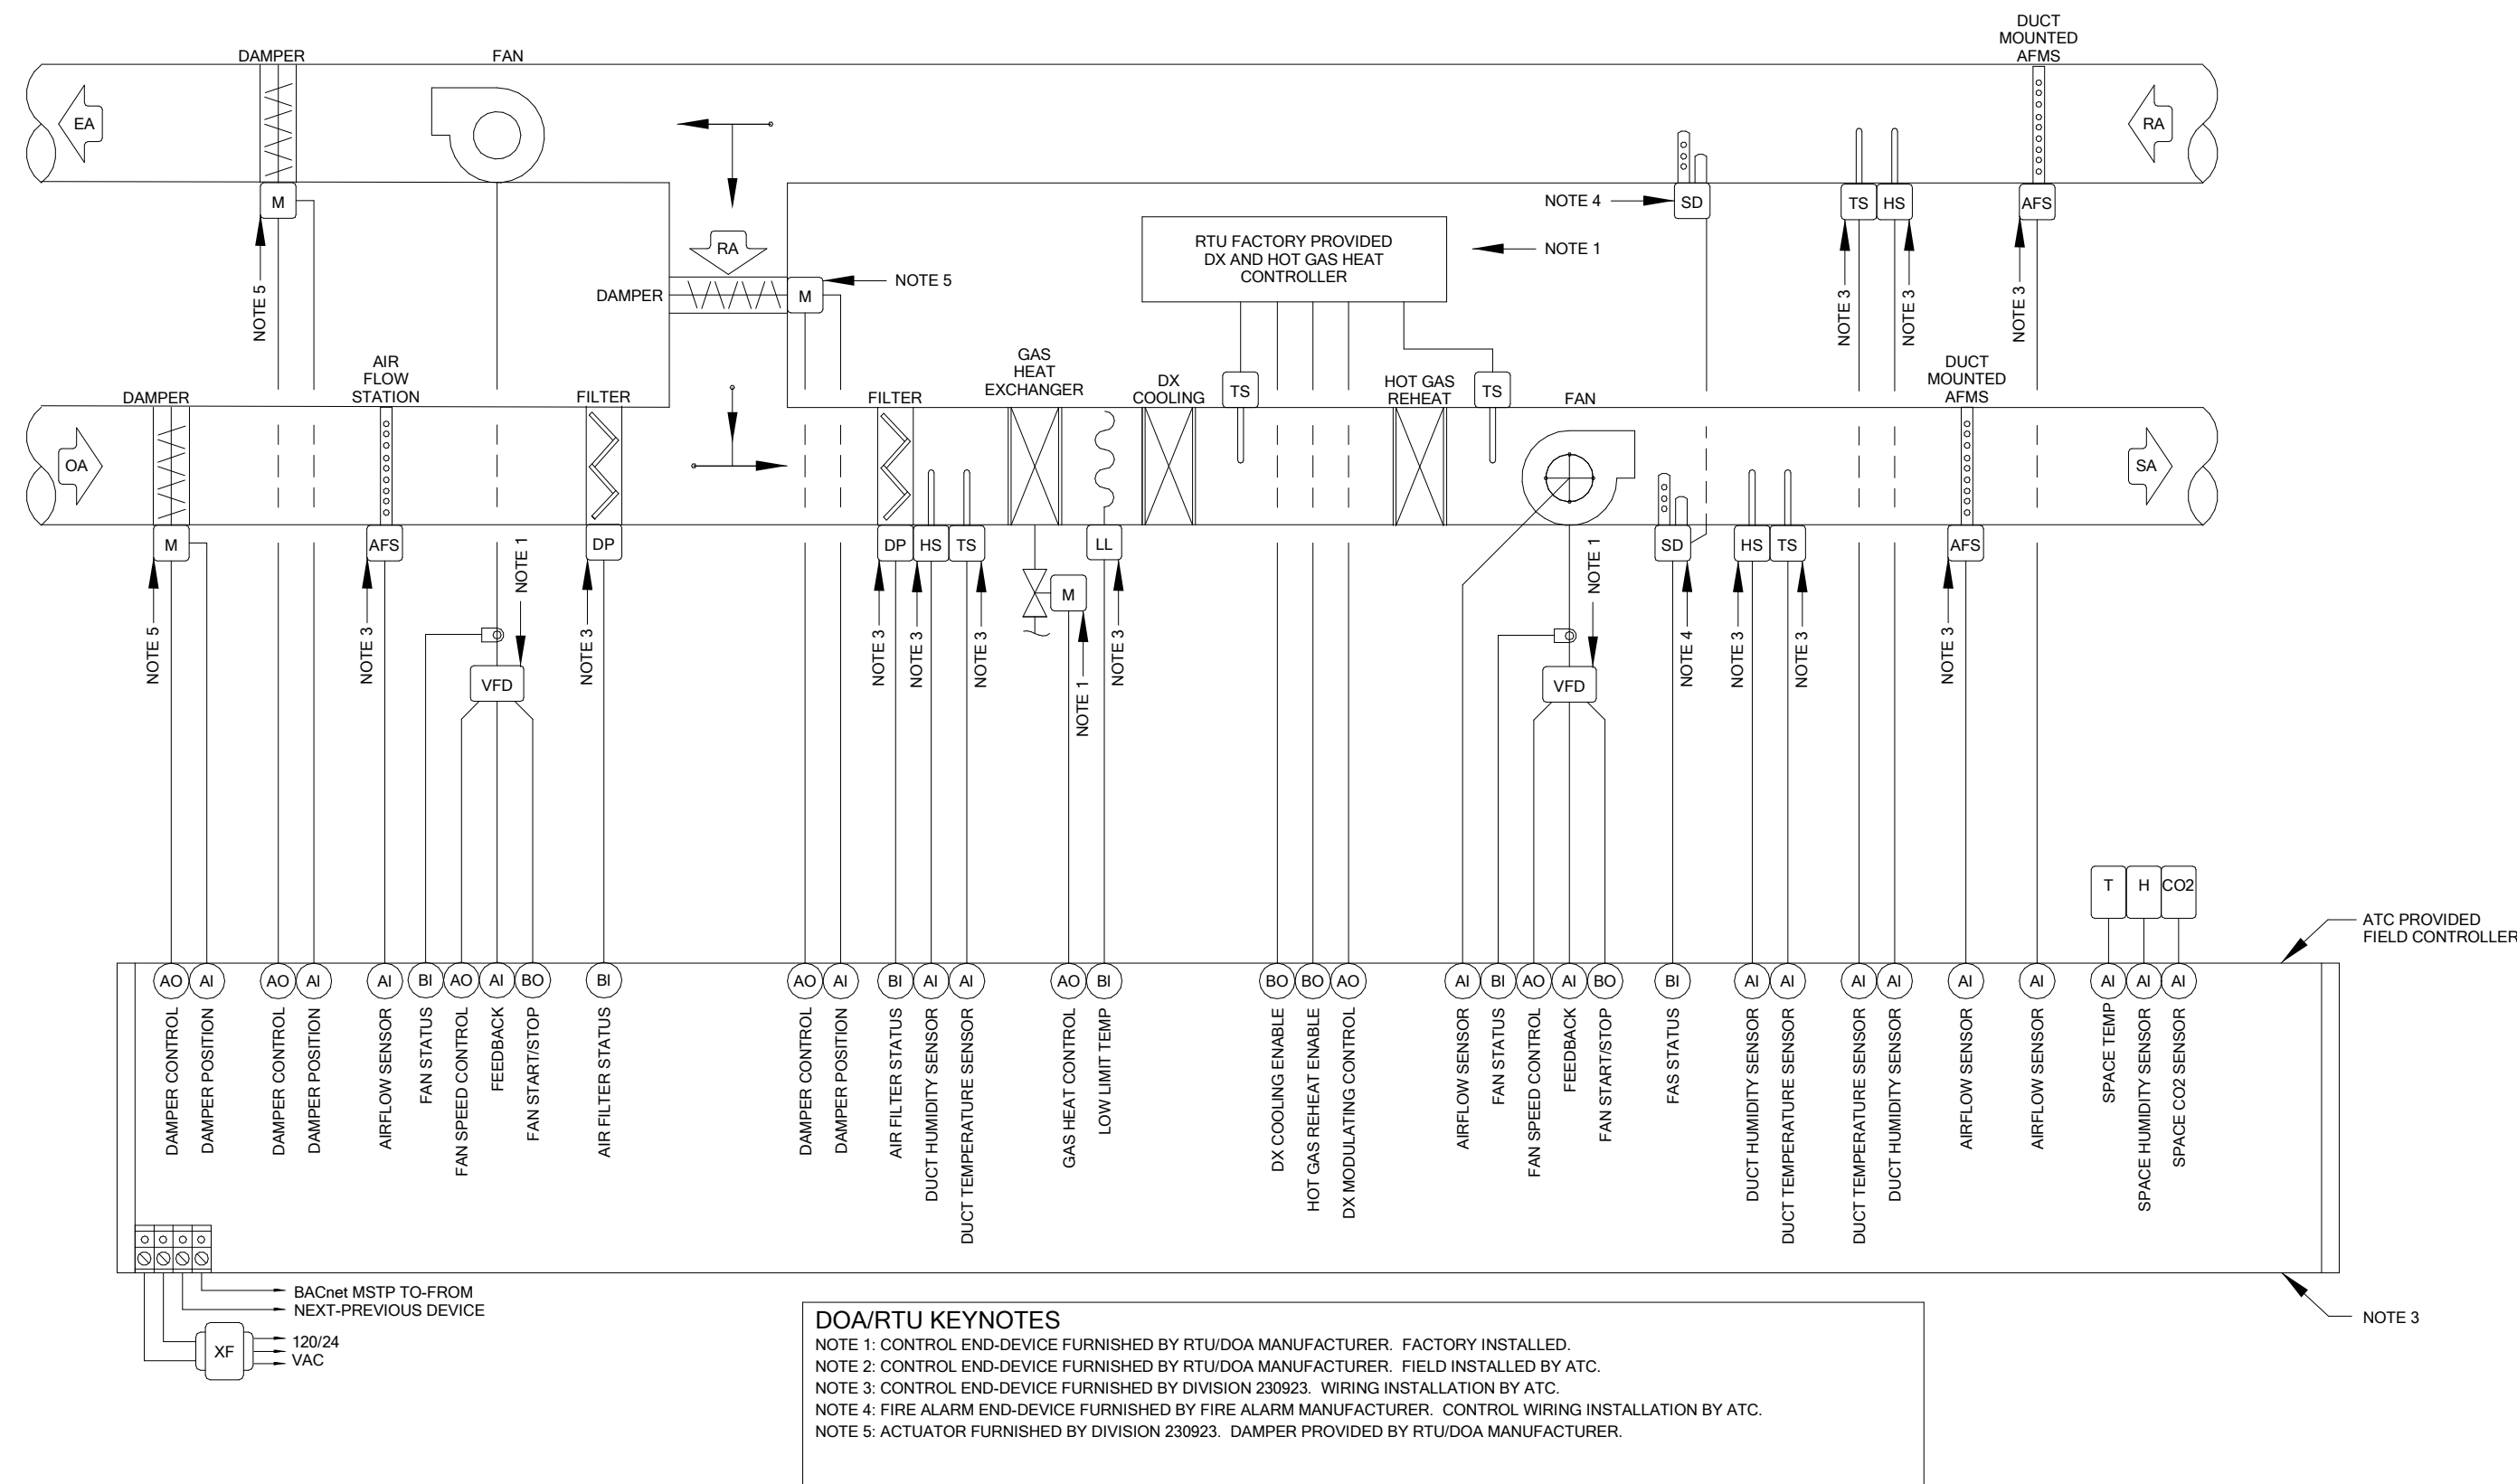 DUCT
MOUNTED
AFMS
DAMPER
FAN
EA
RA
M
NOTE 4
SD
TS
HS
AFS
NOTE 5
RA
RTU FACTORY PROVIDED
DX AND HOT GAS HEAT
CONTROLLER
NOTE 1
DAMPER
M
NOTE 5
NOTE 3
NOTE 3
NOTE 3
DAMPER
AIR
FLOW
STATION
FILTER
FILTER
GAS
HEAT
EXCHANGER
DX
COOLING
TS
HOT GAS
REHEAT
TS
FAN
DUCT
MOUNTED
AFMS
OA
SA
M
AFS
DP
DP
HS
TS
LL
SD
HS
TS
AFS
NOTE 5
NOTE 3
NOTE 1
NOTE 3
NOTE 3
NOTE 3
NOTE 3
M
NOTE 1
NOTE 3
NOTE 1
NOTE 4
NOTE 3
NOTE 3
NOTE 3
VFD
VFD
T
H
CO2
ATC PROVIDED
FIELD CONTROLLER
AO
AI
AO
AI
AI
BI
AO
AI
BO
BI
AO
AI
BI
AI
AI
AO
BI
BO
BO
AO
AI
BI
AO
AI
BO
BI
AI
AI
AI
AI
AI
AI
AI
AI
AI
DAMPER CONTROL
DAMPER POSITION
DAMPER CONTROL
DAMPER POSITION
AIRFLOW SENSOR
FAN STATUS
FAN SPEED CONTROL
FEEDBACK
FAN START/STOP
AIR FILTER STATUS
DAMPER CONTROL
DAMPER POSITION
AIR FILTER STATUS
DUCT HUMIDITY SENSOR
DUCT TEMPERATURE SENSOR
GAS HEAT CONTROL
LOW LIMIT TEMP
DX COOLING ENABLE
HOT GAS REHEAT ENABLE
DX MODULATING CONTROL
AIRFLOW SENSOR
FAN STATUS
FAN SPEED CONTROL
FEEDBACK
FAN START/STOP
FAS STATUS
DUCT HUMIDITY SENSOR
DUCT TEMPERATURE SENSOR
DUCT TEMPERATURE SENSOR
DUCT HUMIDITY SENSOR
AIRFLOW SENSOR
AIRFLOW SENSOR
SPACE TEMP
SPACE HUMIDITY SENSOR
SPACE CO2 SENSOR
BACnet MSTP TO-FROM
NEXT-PREVIOUS DEVICE
XF
120/24
VAC
NOTE 3
DOA/RTU KEYNOTES
NOTE 1: CONTROL END-DEVICE FURNISHED BY RTU/DOA MANUFACTURER. FACTORY INSTALLED.
NOTE 2: CONTROL END-DEVICE FURNISHED BY RTU/DOA MANUFACTURER. FIELD INSTALLED BY ATC.
NOTE 3: CONTROL END-DEVICE FURNISHED BY DIVISION 230923. WIRING INSTALLATION BY ATC.
NOTE 4: FIRE ALARM END-DEVICE FURNISHED BY FIRE ALARM MANUFACTURER. CONTROL WIRING INSTALLATION BY ATC.
NOTE 5: ACTUATOR FURNISHED BY DIVISION 230923. DAMPER PROVIDED BY RTU/DOA MANUFACTURER.